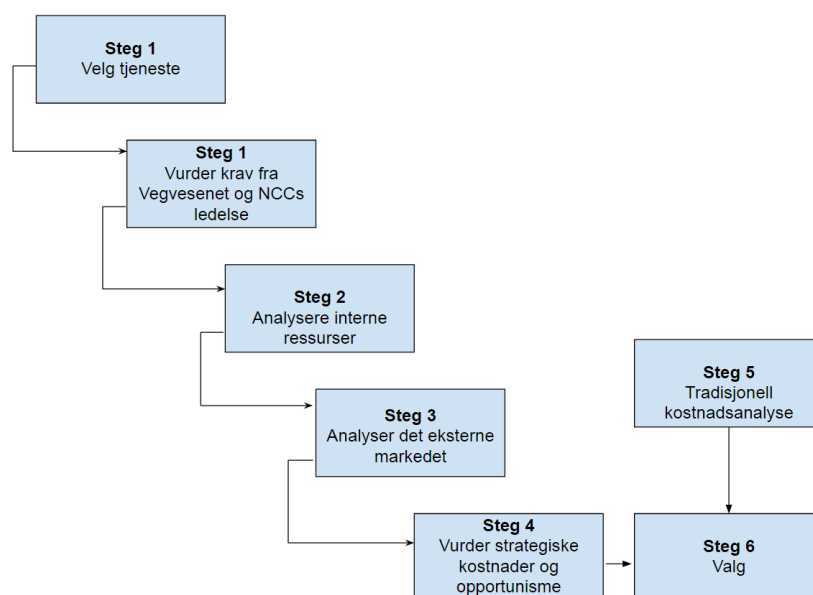 Steg 1
Velg tjeneste
Steg 1
Vurder krav fra
Vegvesenet og NCCs
ledelse
Steg 2
Analysere interne
ressurser
Steg 3
Analyser det eksterne
markedet
Steg 4
Vurder strategiske
kostnader og
opportunisme
Steg 5
Tradisjonell
kostnadsanalyse
Steg 6
Valg